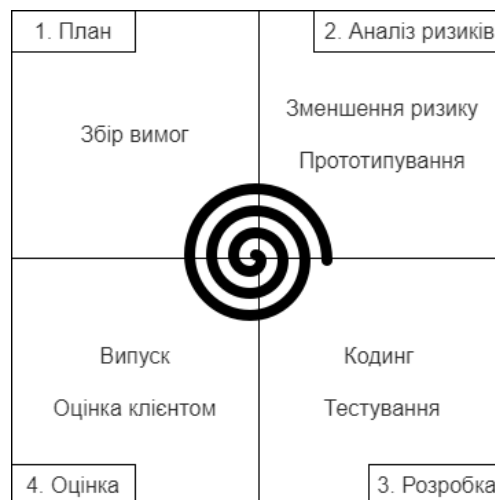 1. План
2. Аналіз ризиків
Збір вимог
Зменшення ризику
Прототипування
Випуск
Оцінка клієнтом
Кодинг
Тестування
4. Оцінка
3. Розробка